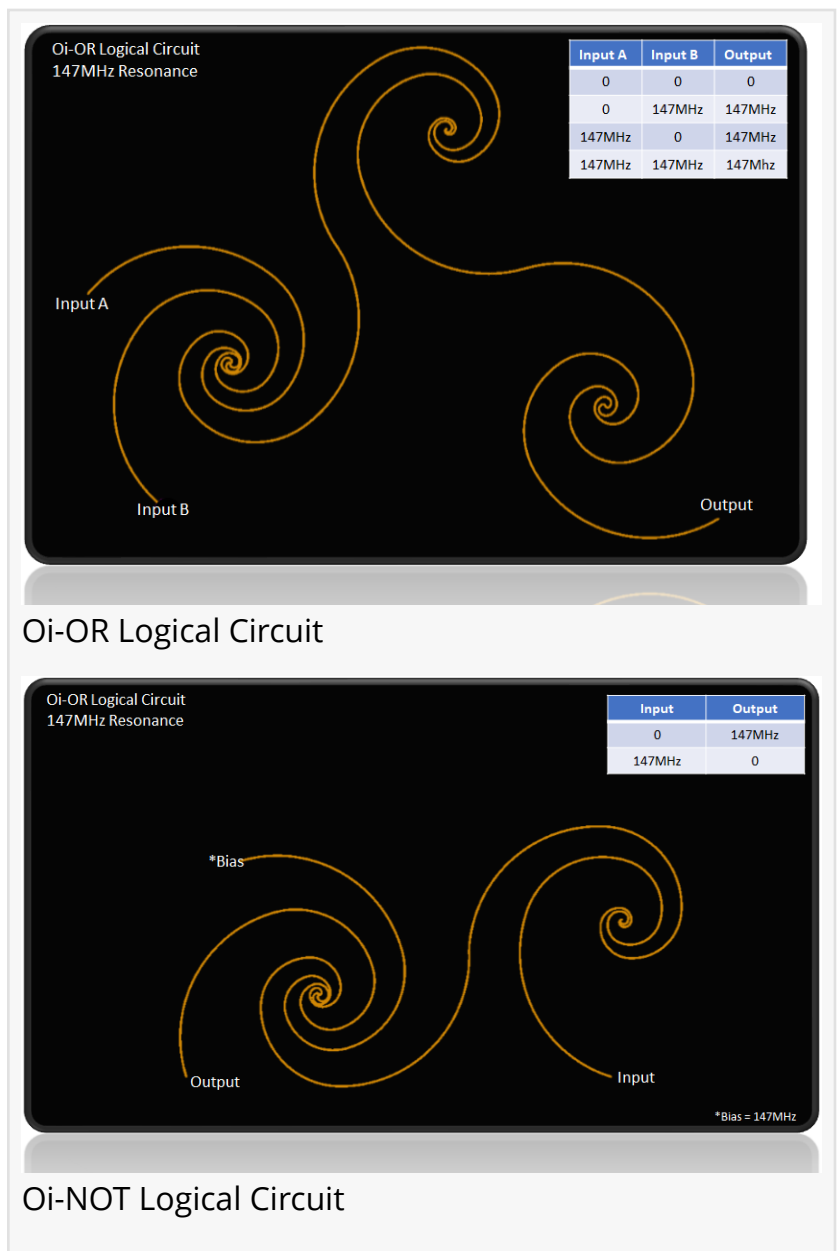 Oi-OR Logical Circuit
147MHz Resonance
Input A Input B Output
0 0 0
0 147MHz 147MHz
147MHz 0 147MHz
147MHz 147MHz 147Mhz
Input A
Input B
Output
Oi-OR Logical Circuit
Oi-OR Logical Circuit
147MHz Resonance
Input Output
0 147MHz
147MHz 0
*Bias
Output
Input
*Bias = 147MHz
Oi-NOT Logical Circuit